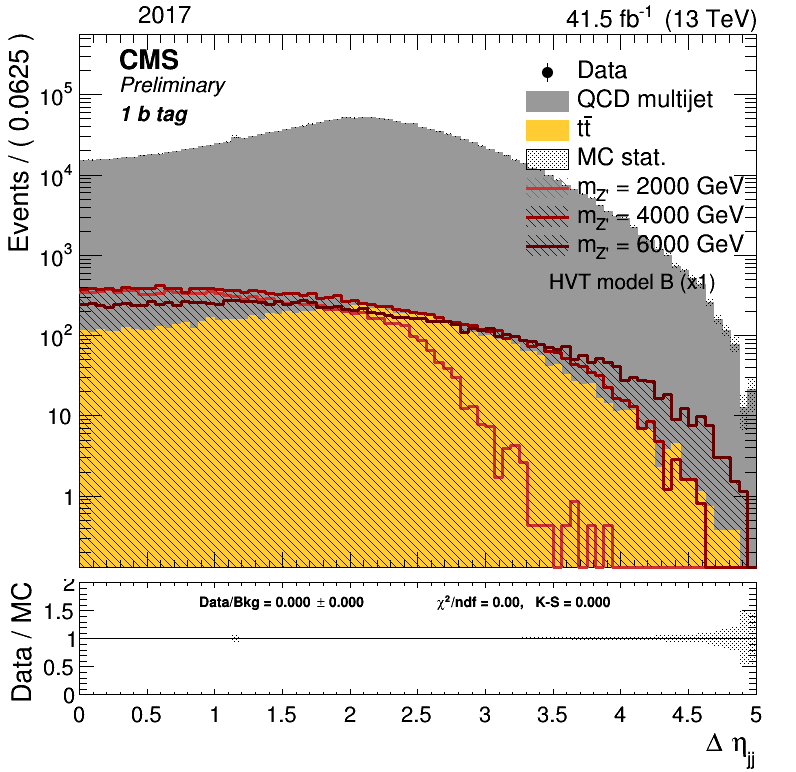 2017
41.5 fb⁻¹ (13 TeV)
CMS
Preliminary
1 b tag
Data
QCD multijet
tt̄
MC stat.
m_Z' = 2000 GeV
m_Z' = 4000 GeV
m_Z' = 6000 GeV
HVT model B (x1)
Events / ( 0.0625 )
10⁵
10⁴
10³
10²
10
1
Data / MC
2
1.5
1
0.5
0
Data/Bkg = 0.000 ± 0.000
χ²/ndf = 0.00, K-S = 0.000
0 0.5 1 1.5 2 2.5 3 3.5 4 4.5 5
Δ η_jj